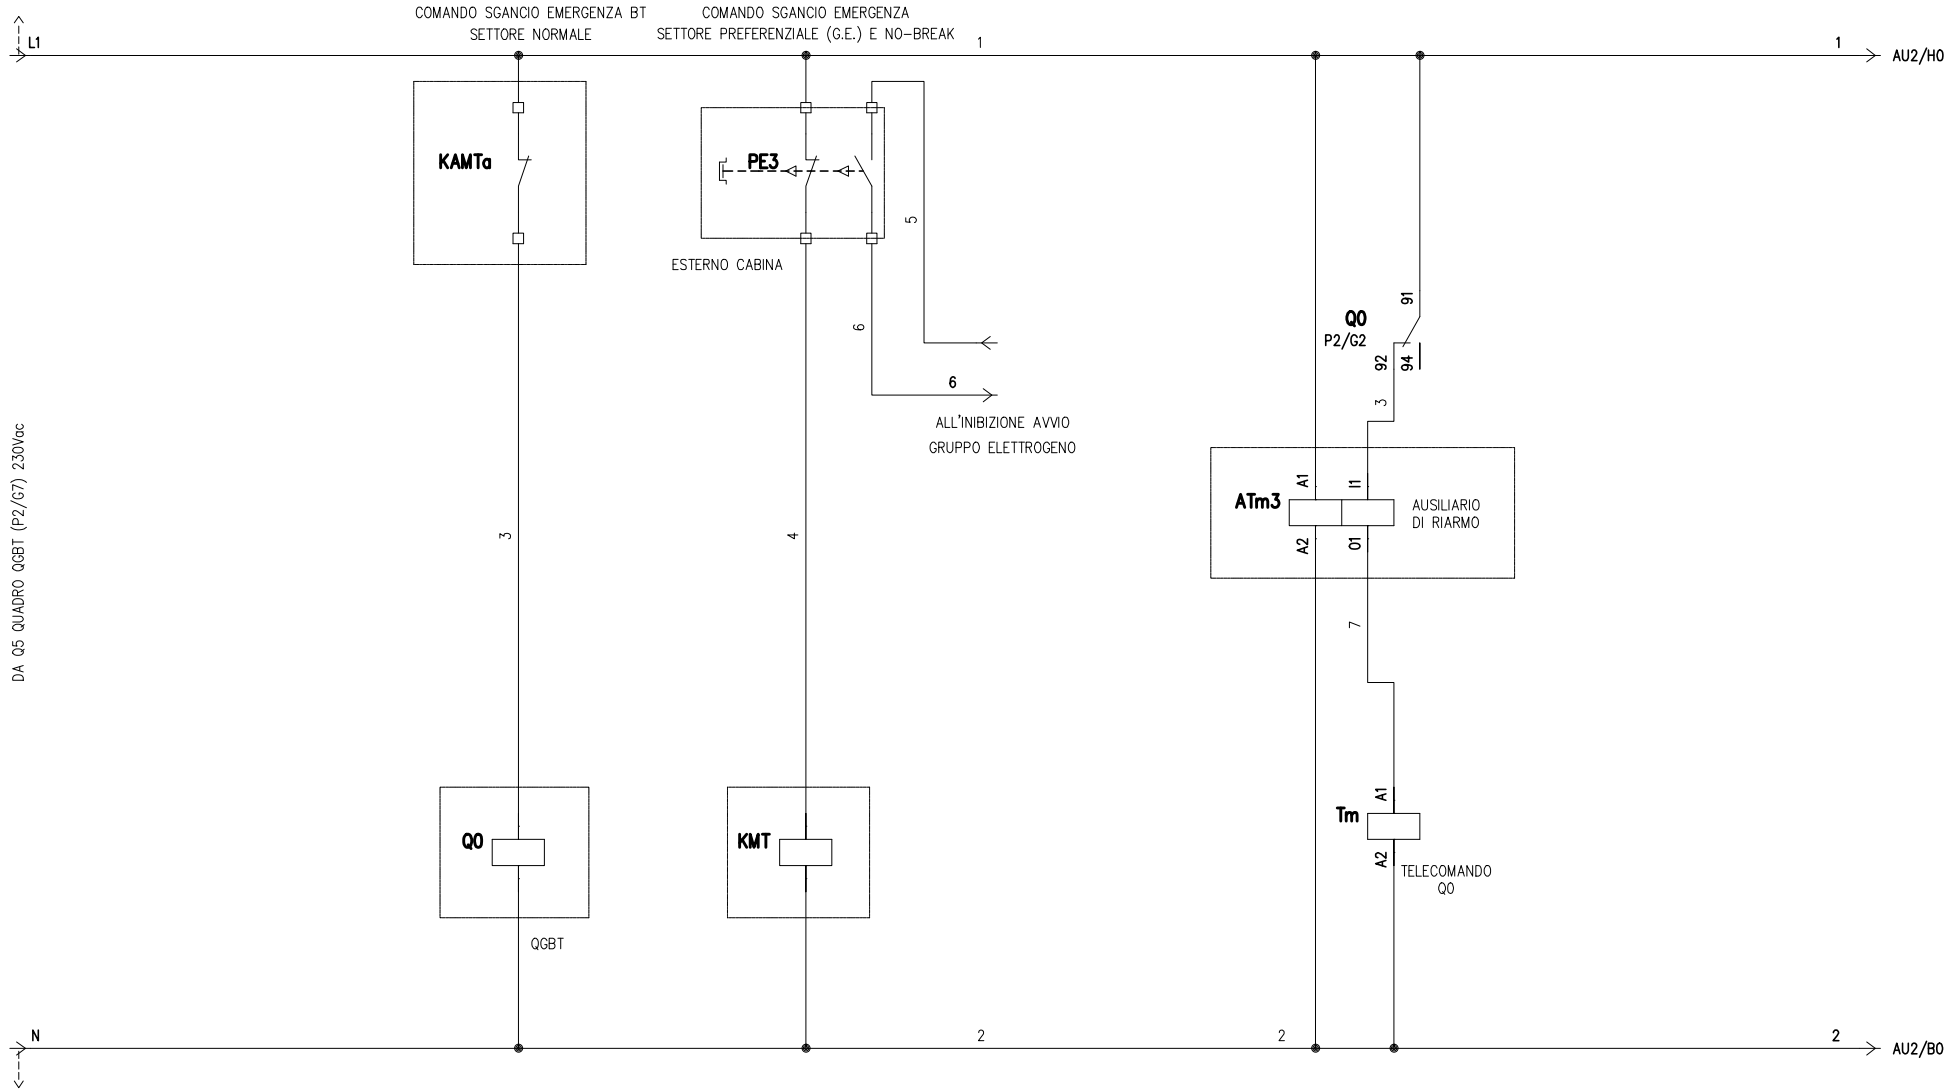 COMANDO SGANCIO EMERGENZA BT
SETTORE NORMALE
COMANDO SGANCIO EMERGENZA
SETTORE PREFERENZIALE (G.E.) E NO-BREAK
L1
1
1
AU2/H0
KAMTa
PE3
5
ESTERNO CABINA
6
6
ALL'INIBIZIONE AVVIO
GRUPPO ELETTROGENO
91
Q0
P2/G2
92
94
3
DA Q5 QUADRO QGBT (P2/G7) 230Vac
3
4
A1
I1
ATm3
AUSILIARIO
DI RIARMO
A2
O1
7
Q0
QGBT
KMT
A1
Tm
A2
TELECOMANDO
Q0
N
2
2
2
AU2/B0